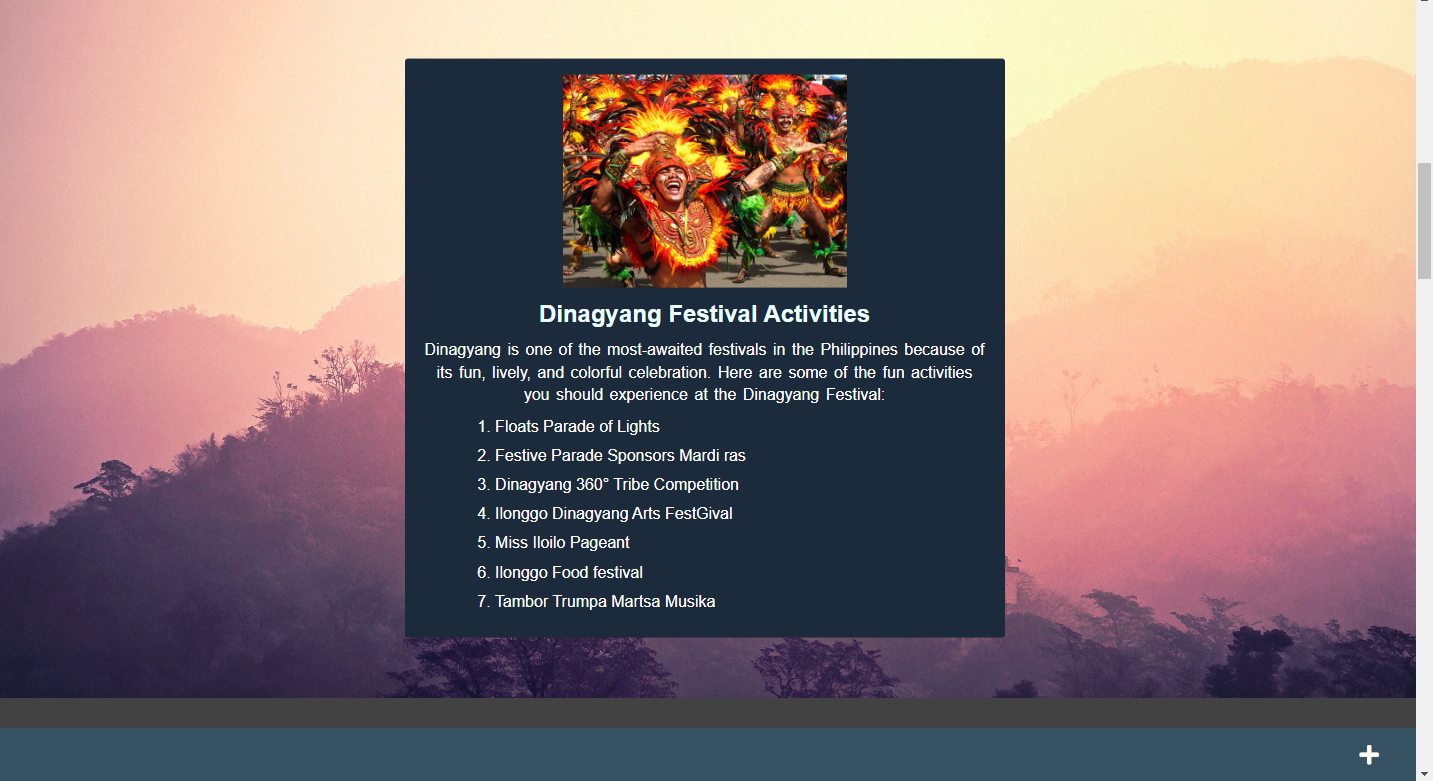 Dinagyang Festival Activities
Dinagyang is one of the most-awaited festivals in the Philippines because of
its fun, lively, and colorful celebration. Here are some of the fun activities
you should experience at the Dinagyang Festival:
1. Floats Parade of Lights
2. Festive Parade Sponsors Mardi ras
3. Dinagyang 360° Tribe Competition
4. Ilonggo Dinagyang Arts FestGival
5. Miss Iloilo Pageant
6. Ilonggo Food festival
7. Tambor Trumpa Martsa Musika